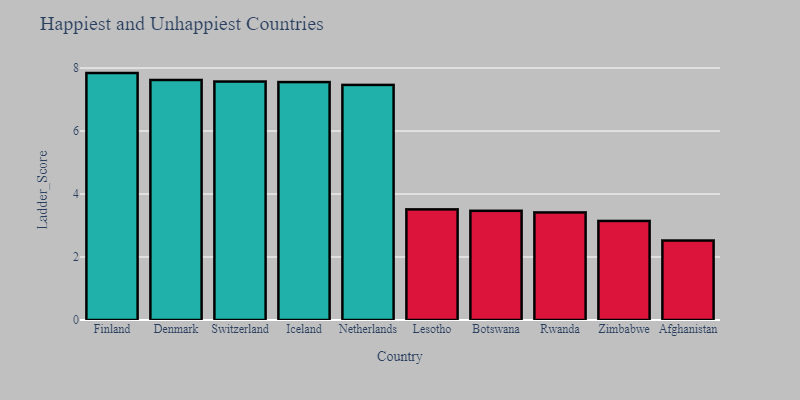 Happiest and Unhappiest Countries
Ladder_Score
8
6
4
2
0
Finland Denmark Switzerland Iceland Netherlands Lesotho Botswana Rwanda Zimbabwe Afghanistan
Country